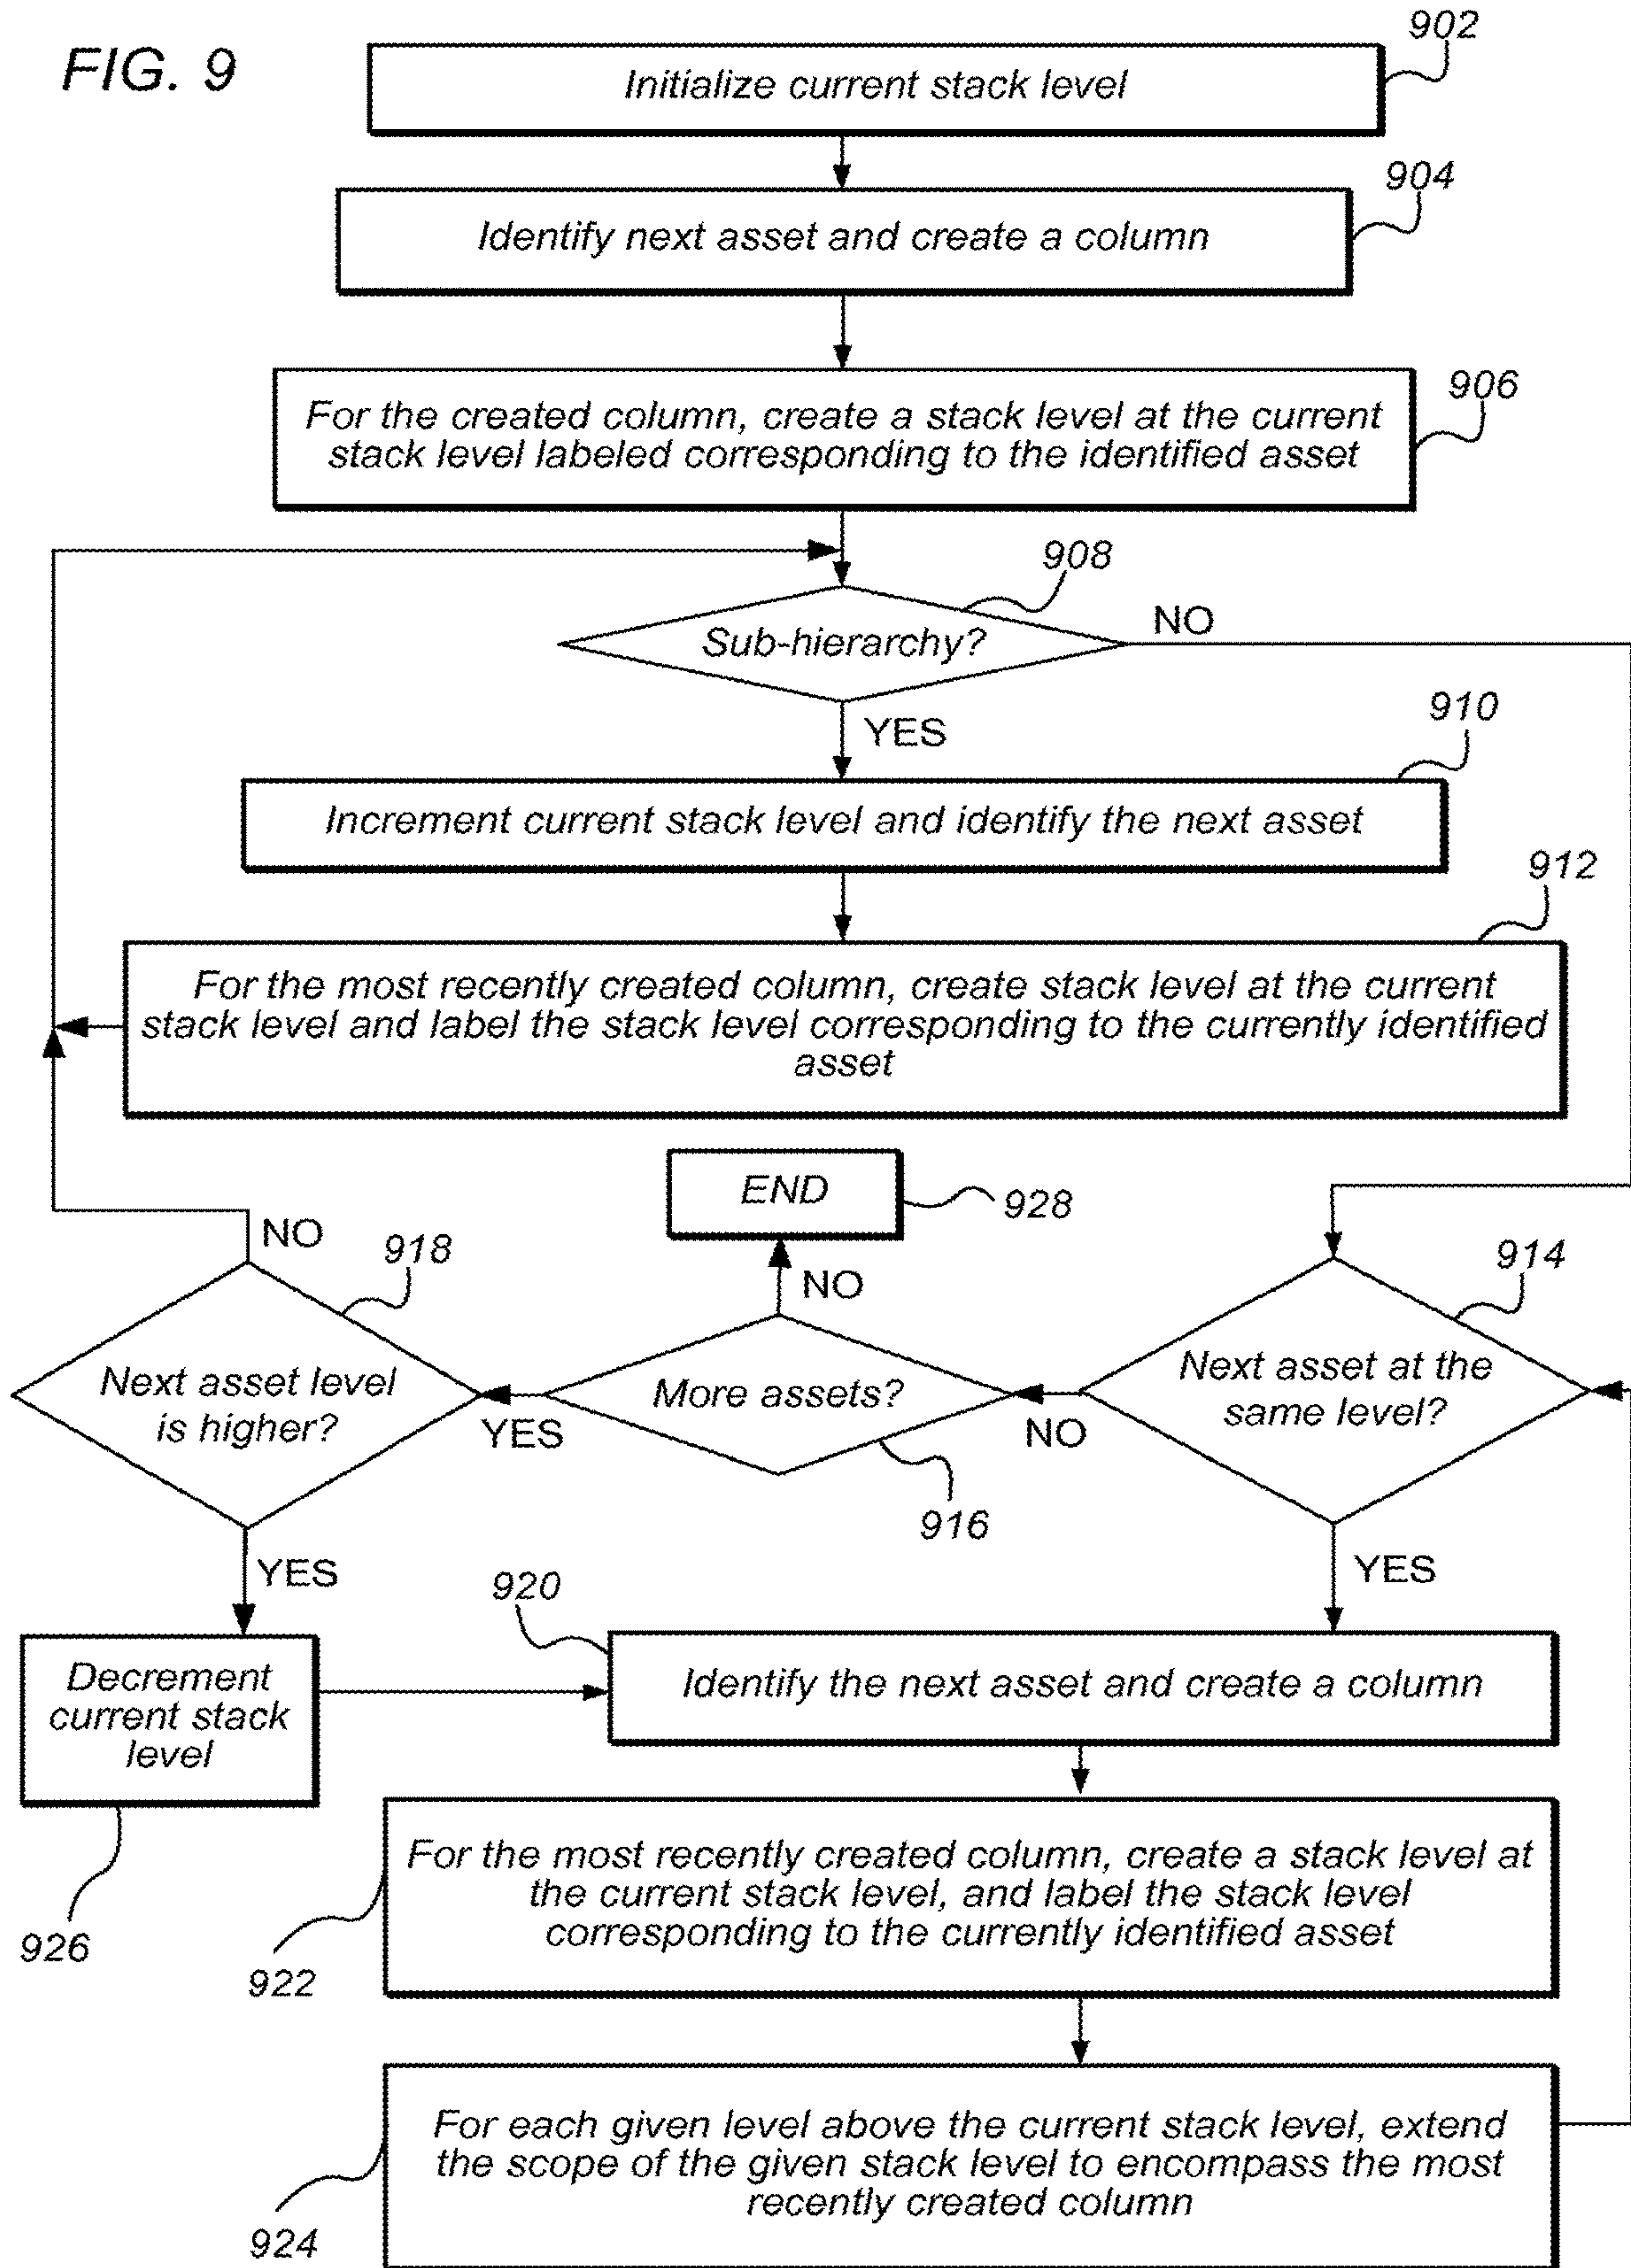 FIG. 9
902
Initialize current stack level
904
Identify next asset and create a column
906
For the created column, create a stack level at the current
stack level labeled corresponding to the identified asset
908
Sub-hierarchy?
NO
YES
910
Increment current stack level and identify the next asset
912
For the most recently created column, create stack level at the current
stack level and label the stack level corresponding to the currently identified
asset
END
928
NO
918
NO
914
Next asset level
is higher?
YES
More assets?
NO
Next asset at the
same level?
916
YES
YES
920
Decrement
current stack
level
Identify the next asset and create a column
926
For the most recently created column, create a stack level at
the current stack level, and label the stack level
corresponding to the currently identified asset
922
For each given level above the current stack level, extend
the scope of the given stack level to encompass the most
recently created column
924